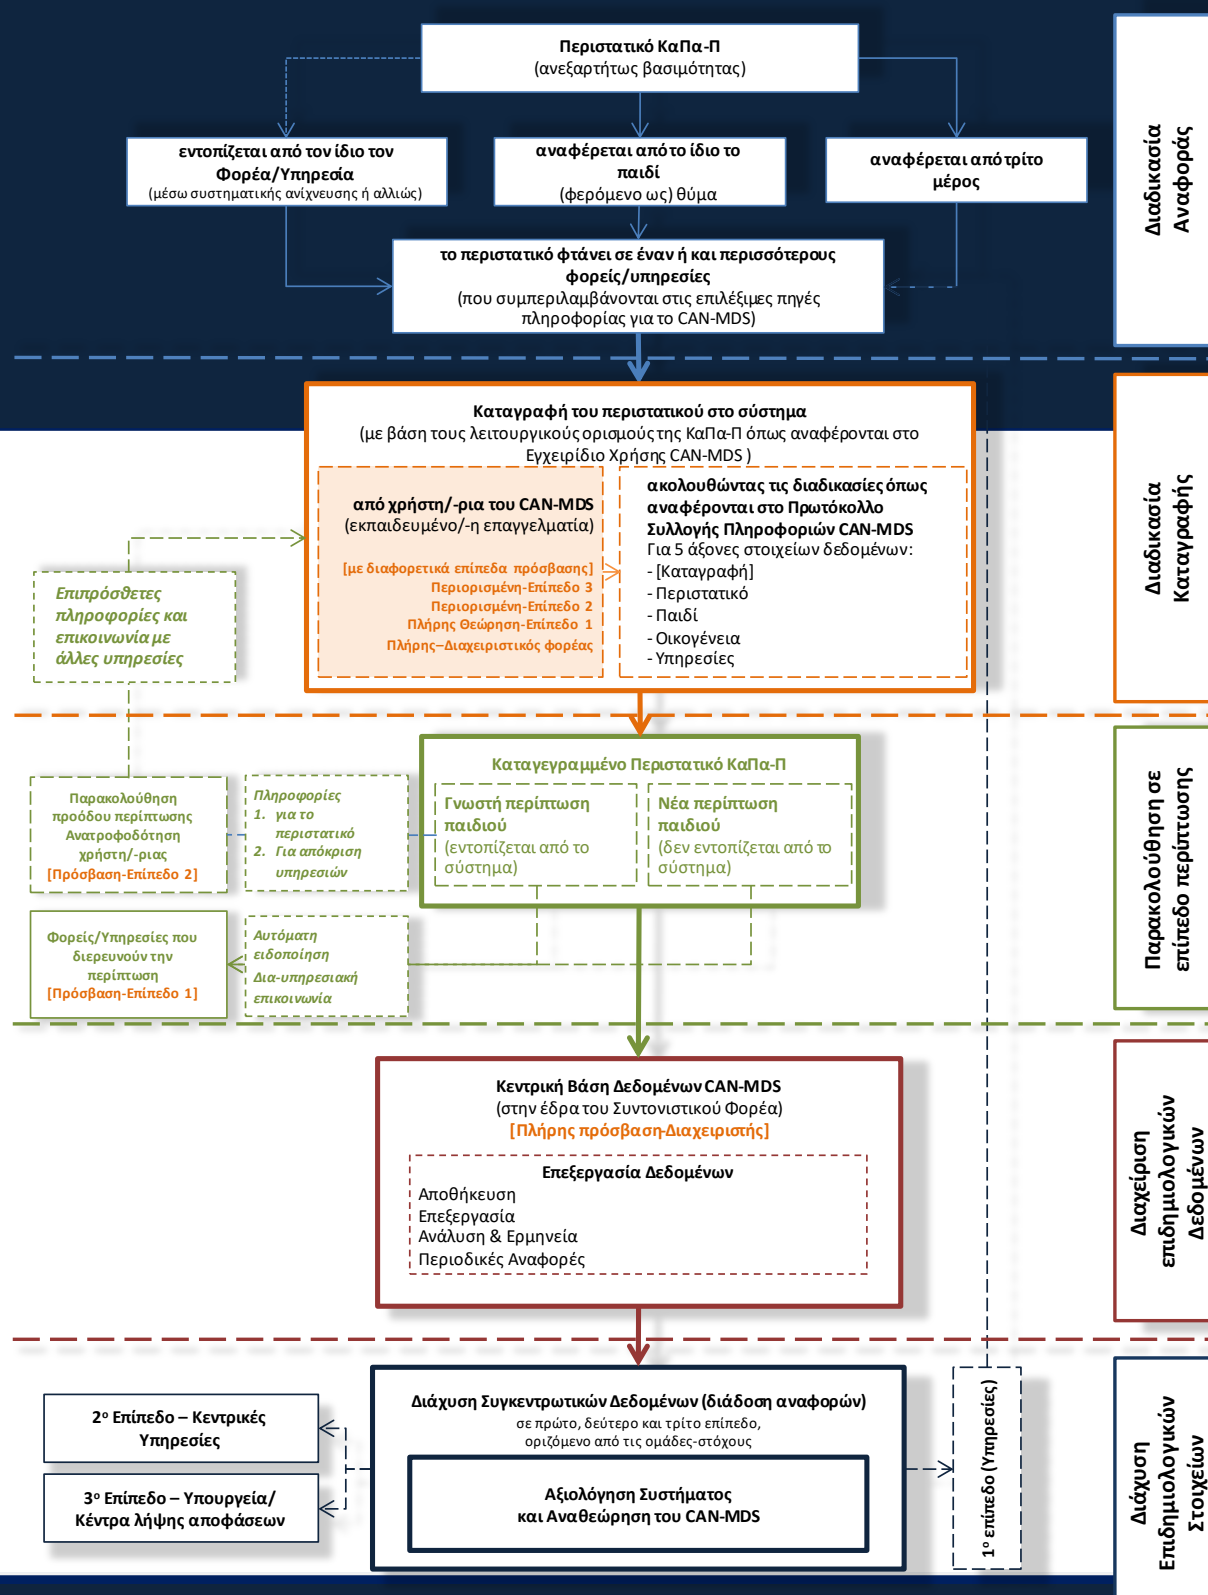 Περιστατικό ΚαΠα-Π
(ανεξαρτήτως βασιμότητας)
εντοπίζεται από τον ίδιο τον
Φορέα/Υπηρεσία
(μέσω συστηματικής ανίχνευσης ή αλλιώς)
αναφέρεται από το ίδιο το
παιδί
(φερόμενο ως) θύμα
αναφέρεται από τρίτο
μέρος
το περιστατικό φτάνει σε έναν ή και περισσότερους
φορείς/υπηρεσίες
(που συμπεριλαμβάνονται στις επιλέξιμες πηγές
πληροφορίας για το CAN-MDS)
Διαδικασία
Αναφοράς
Καταγραφή του περιστατικού στο σύστημα
(με βάση τους λειτουργικούς ορισμούς της ΚαΠα-Π όπως αναφέρονται στο
Εγχειρίδιο Χρήσης CAN-MDS )
από χρήστη/-ρια του CAN-MDS
(εκπαιδευμένο/-η επαγγελματία)
[με διαφορετικά επίπεδα πρόσβασης]
Περιορισμένη-Επίπεδο 3
Περιορισμένη-Επίπεδο 2
Πλήρης Θεώρηση-Επίπεδο 1
Πλήρης–Διαχειριστικός φορέας
ακολουθώντας τις διαδικασίες όπως
αναφέρονται στο Πρωτόκολλο
Συλλογής Πληροφοριών CAN-MDS
Για 5 άξονες στοιχείων δεδομένων:
- [Καταγραφή]
- Περιστατικό
- Παιδί
- Οικογένεια
- Υπηρεσίες
Διαδικασία
Καταγραφής
Επιπρόσθετες
πληροφορίες και
επικοινωνία με
άλλες υπηρεσίες
Καταγεγραμμένο Περιστατικό ΚαΠα-Π
Γνωστή περίπτωση
παιδιού
(εντοπίζεται από το
σύστημα)
Νέα περίπτωση
παιδιού
(δεν εντοπίζεται από το
σύστημα)
Πληροφορίες
1. για το
περιστατικό
2. Για απόκριση
υπηρεσιών
Παρακολούθηση
προόδου περίπτωσης
Ανατροφοδότηση
χρήστη/-ριας
[Πρόσβαση-Επίπεδο 2]
Φορείς/Υπηρεσίες που
διερευνούν την
περίπτωση
[Πρόσβαση-Επίπεδο 1]
Αυτόματη
ειδοποίηση
Δια-υπηρεσιακή
επικοινωνία
Παρακολούθηση σε
επίπεδο περίπτωσης
Κεντρική Βάση Δεδομένων CAN-MDS
(στην έδρα του Συντονιστικού Φορέα)
[Πλήρης πρόσβαση-Διαχειριστής]
Επεξεργασία Δεδομένων
Αποθήκευση
Επεξεργασία
Ανάλυση & Ερμηνεία
Περιοδικές Αναφορές
Διαχείριση
επιδημιολογικών
Δεδομένων
Διάχυση Συγκεντρωτικών Δεδομένων (διάδοση αναφορών)
σε πρώτο, δεύτερο και τρίτο επίπεδο,
οριζόμενο από τις ομάδες-στόχους
Αξιολόγηση Συστήματος
και Αναθεώρηση του CAN-MDS
2ο Επίπεδο – Κεντρικές
Υπηρεσίες
3ο Επίπεδο – Υπουργεία/
Κέντρα λήψης αποφάσεων
1ο επίπεδο (Υπηρεσίες)
Διάχυση
Επιδημιολογικών
Στοιχείων